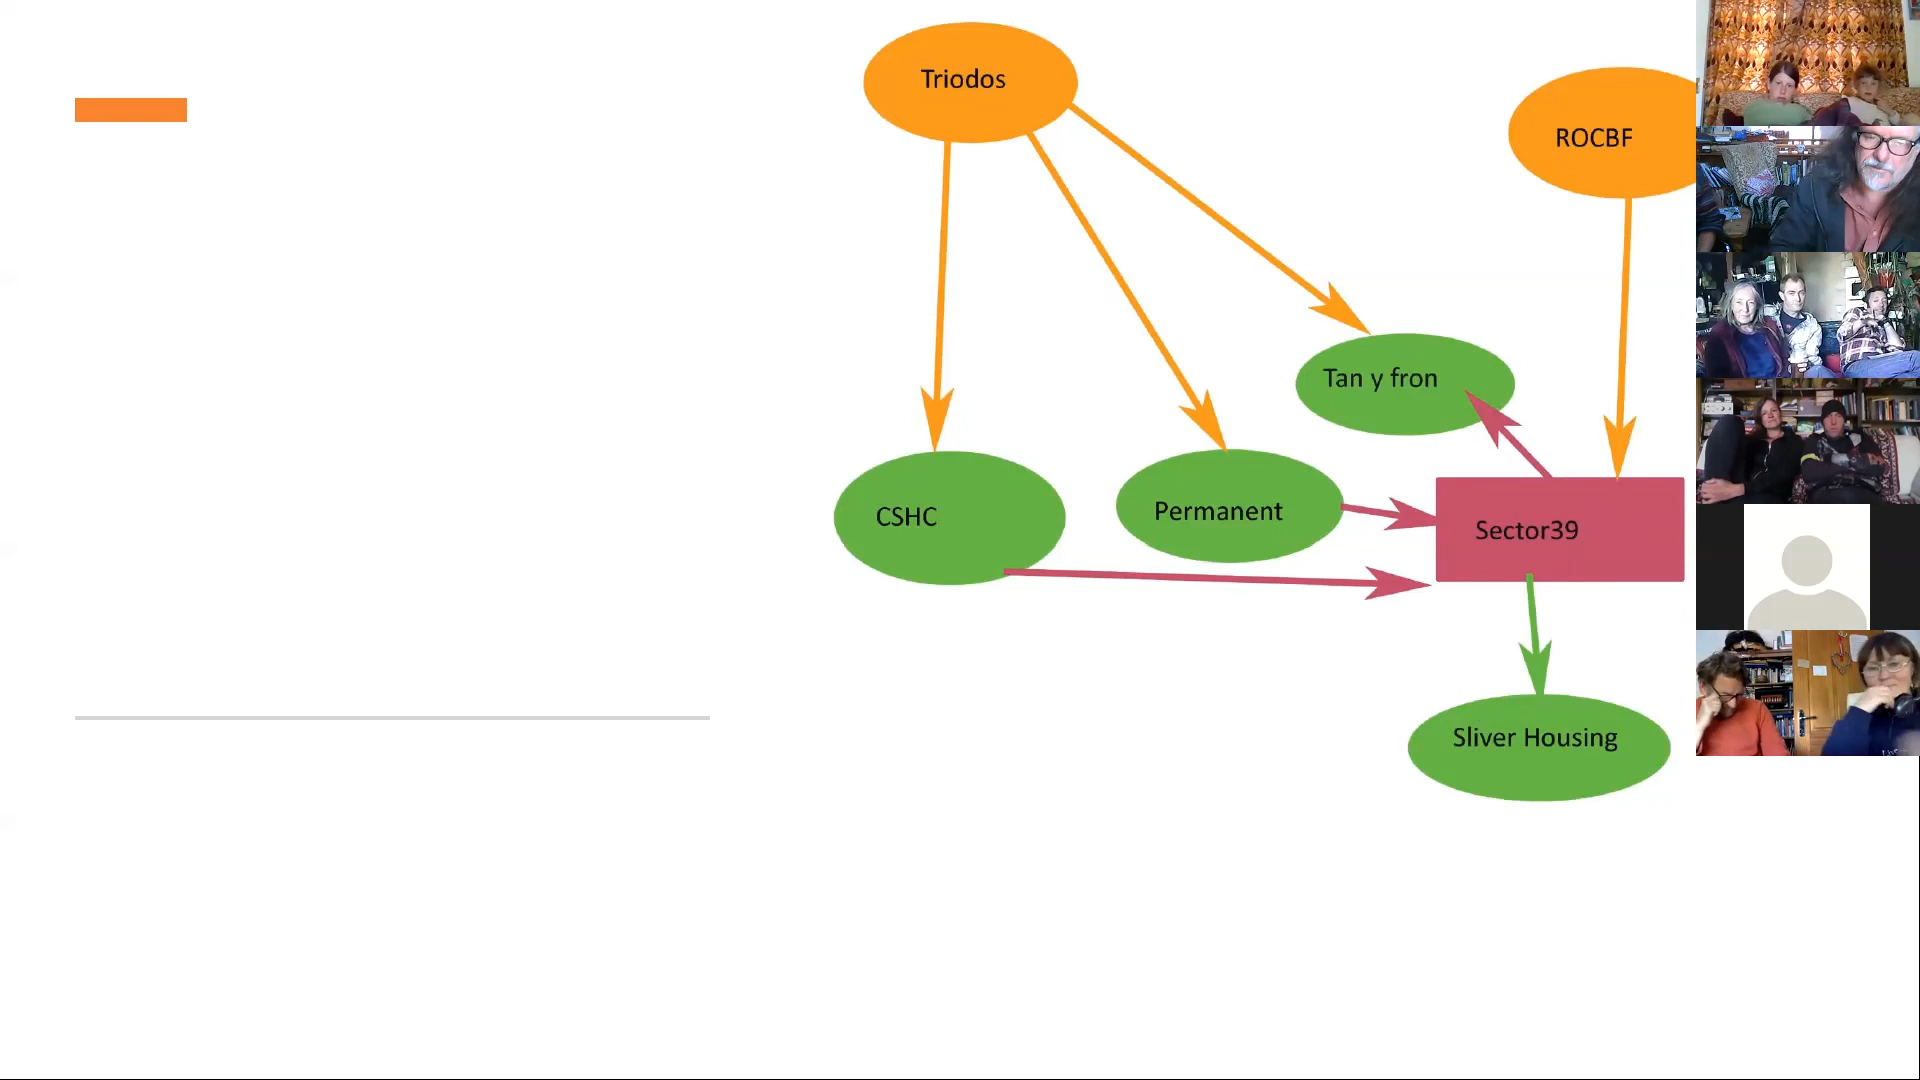 Triodos
ROCBF
Tan y fron
CSHC
Permanent
Sector39
Sliver Housing